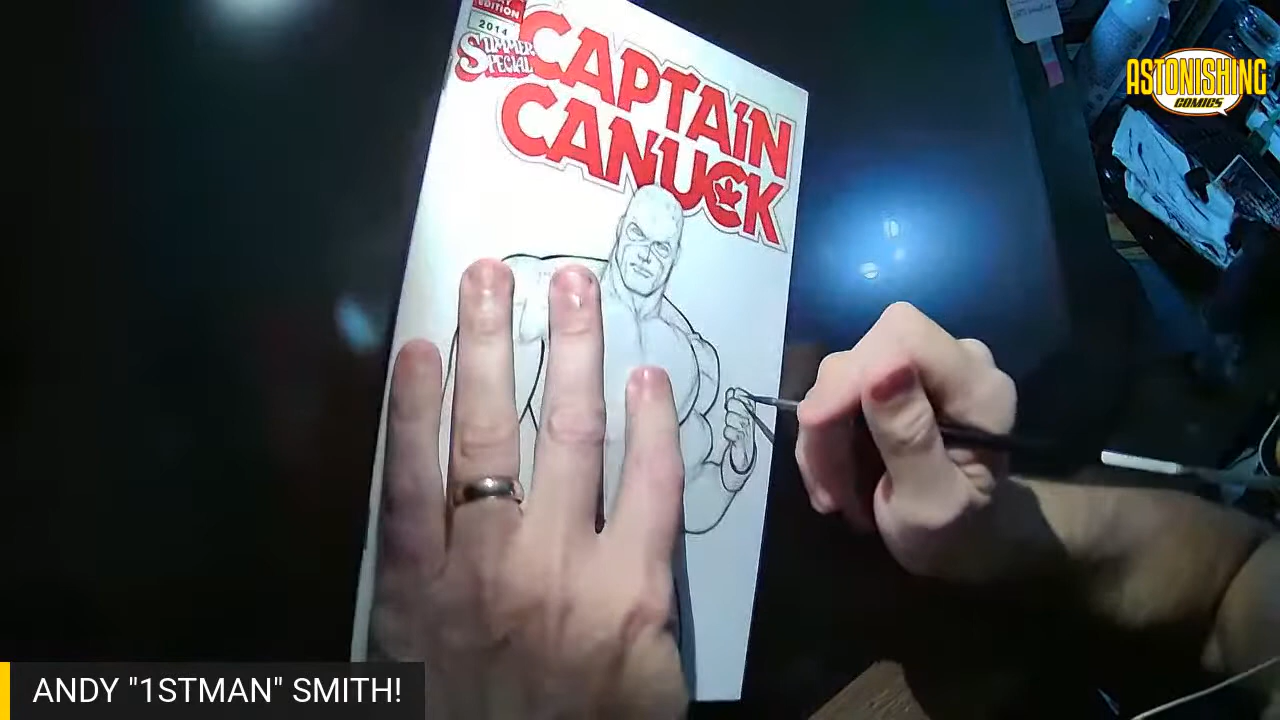 EDITION
2014
SUMMER
SPECIAL
CAPTAIN
CANUCK
ASTONISHING
COMICS
ANDY "1STMAN" SMITH!